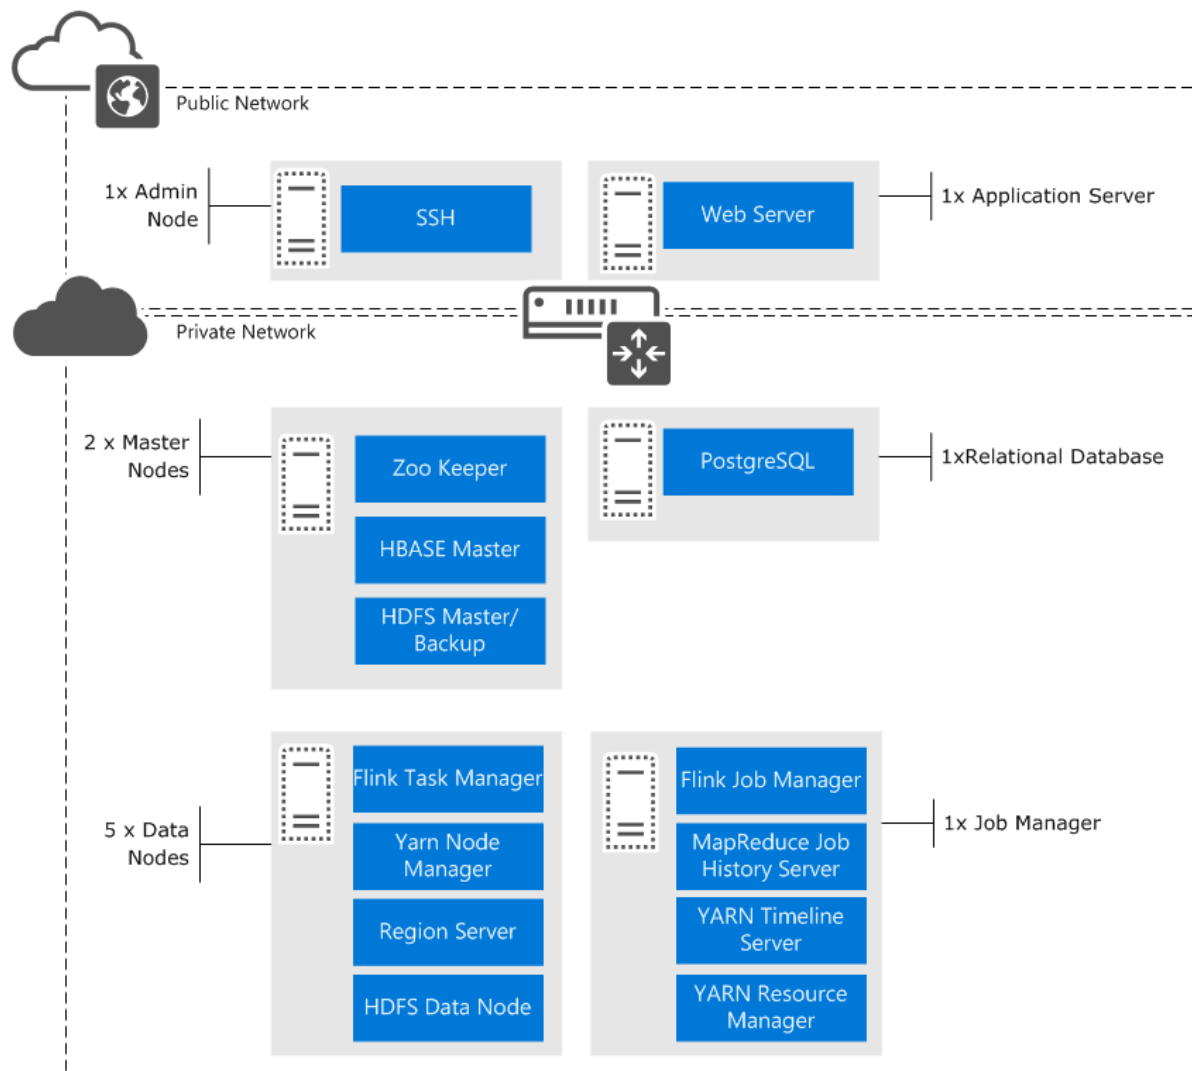 Public Network
1x Admin
Node
SSH
Web Server
1x Application Server
Private Network
2 x Master
Nodes
Zoo Keeper
HBASE Master
HDFS Master/
Backup
PostgreSQL
1xRelational Database
5 x Data
Nodes
Flink Task Manager
Yarn Node
Manager
Region Server
HDFS Data Node
Flink Job Manager
MapReduce Job
History Server
YARN Timeline
Server
YARN Resource
Manager
1x Job Manager